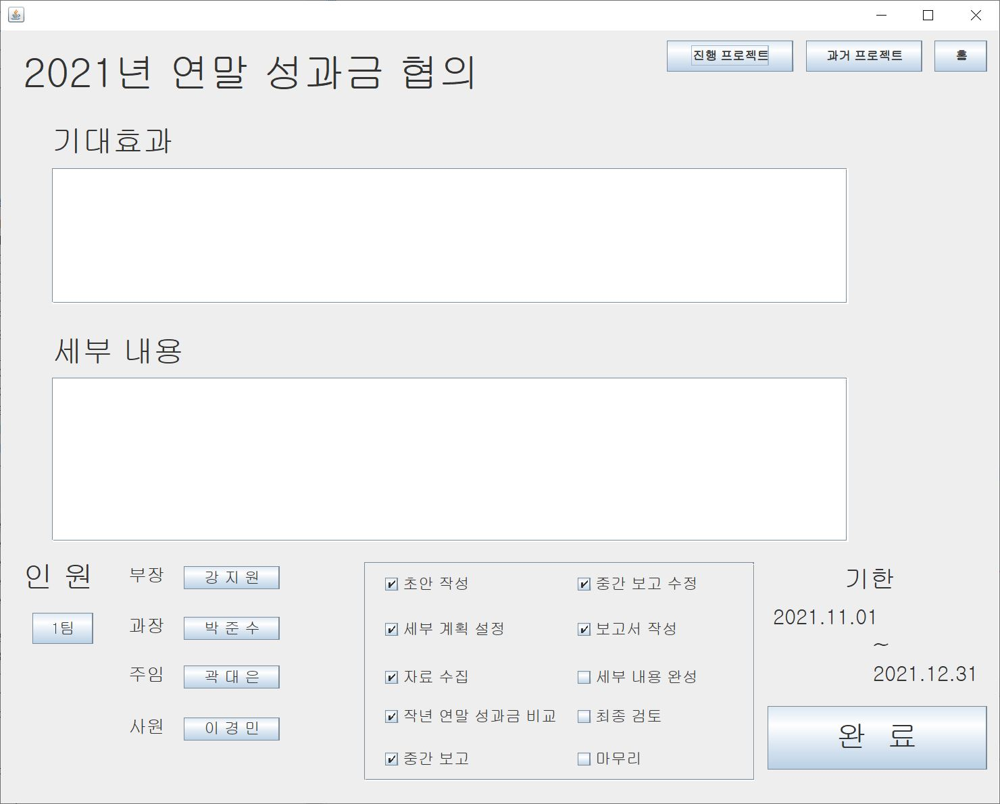 진행 프로젝트 과거 프로젝트 홈
2021년 연말 성과금 협의
기대효과
세부 내용
인 원
1팀
부장 강 지 원
과장 박 준 수
주임 곽 대 은
사원 이 경 민
초안 작성
세부 계획 설정
자료 수집
작년 연말 성과금 비교
중간 보고
중간 보고 수정
보고서 작성
세부 내용 완성
최종 검토
마무리
기한
2021.11.01
~
2021.12.31
완 료